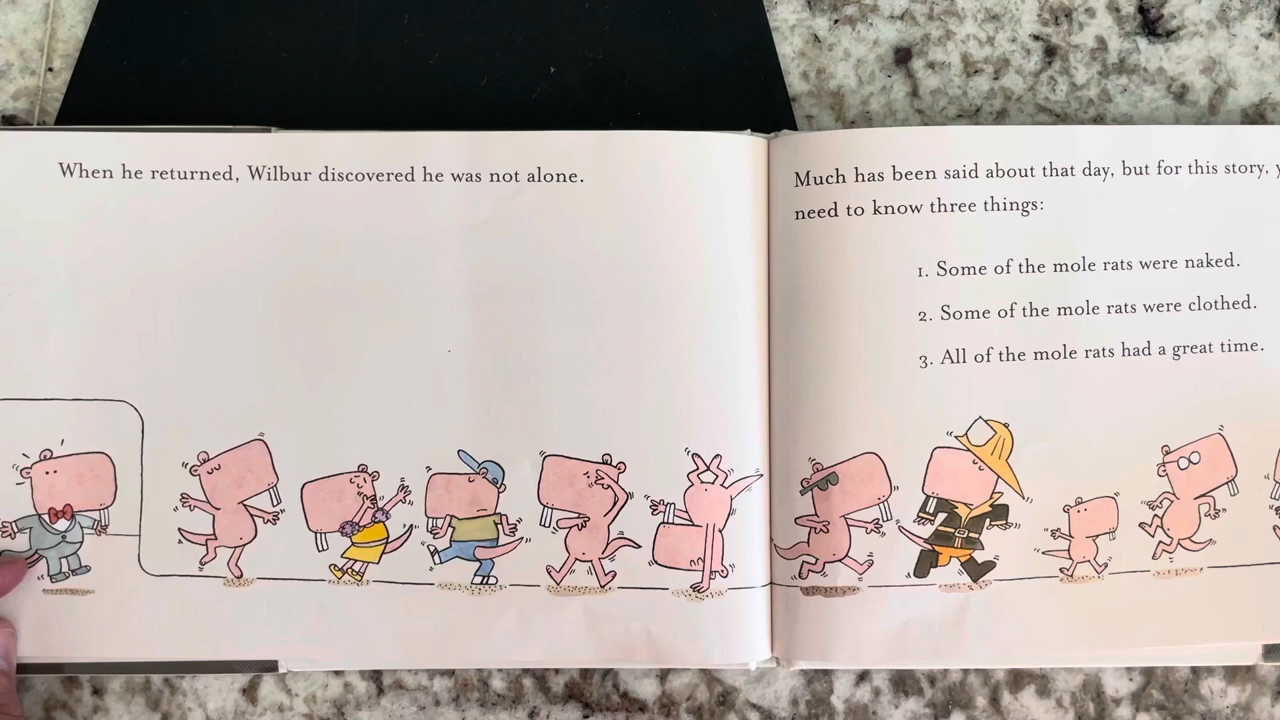 When he returned, Wilbur discovered he was not alone.
Much has been said about that day, but for this story,
need to know three things:
1. Some of the mole rats were naked.
2. Some of the mole rats were clothed.
3. All of the mole rats had a great time.